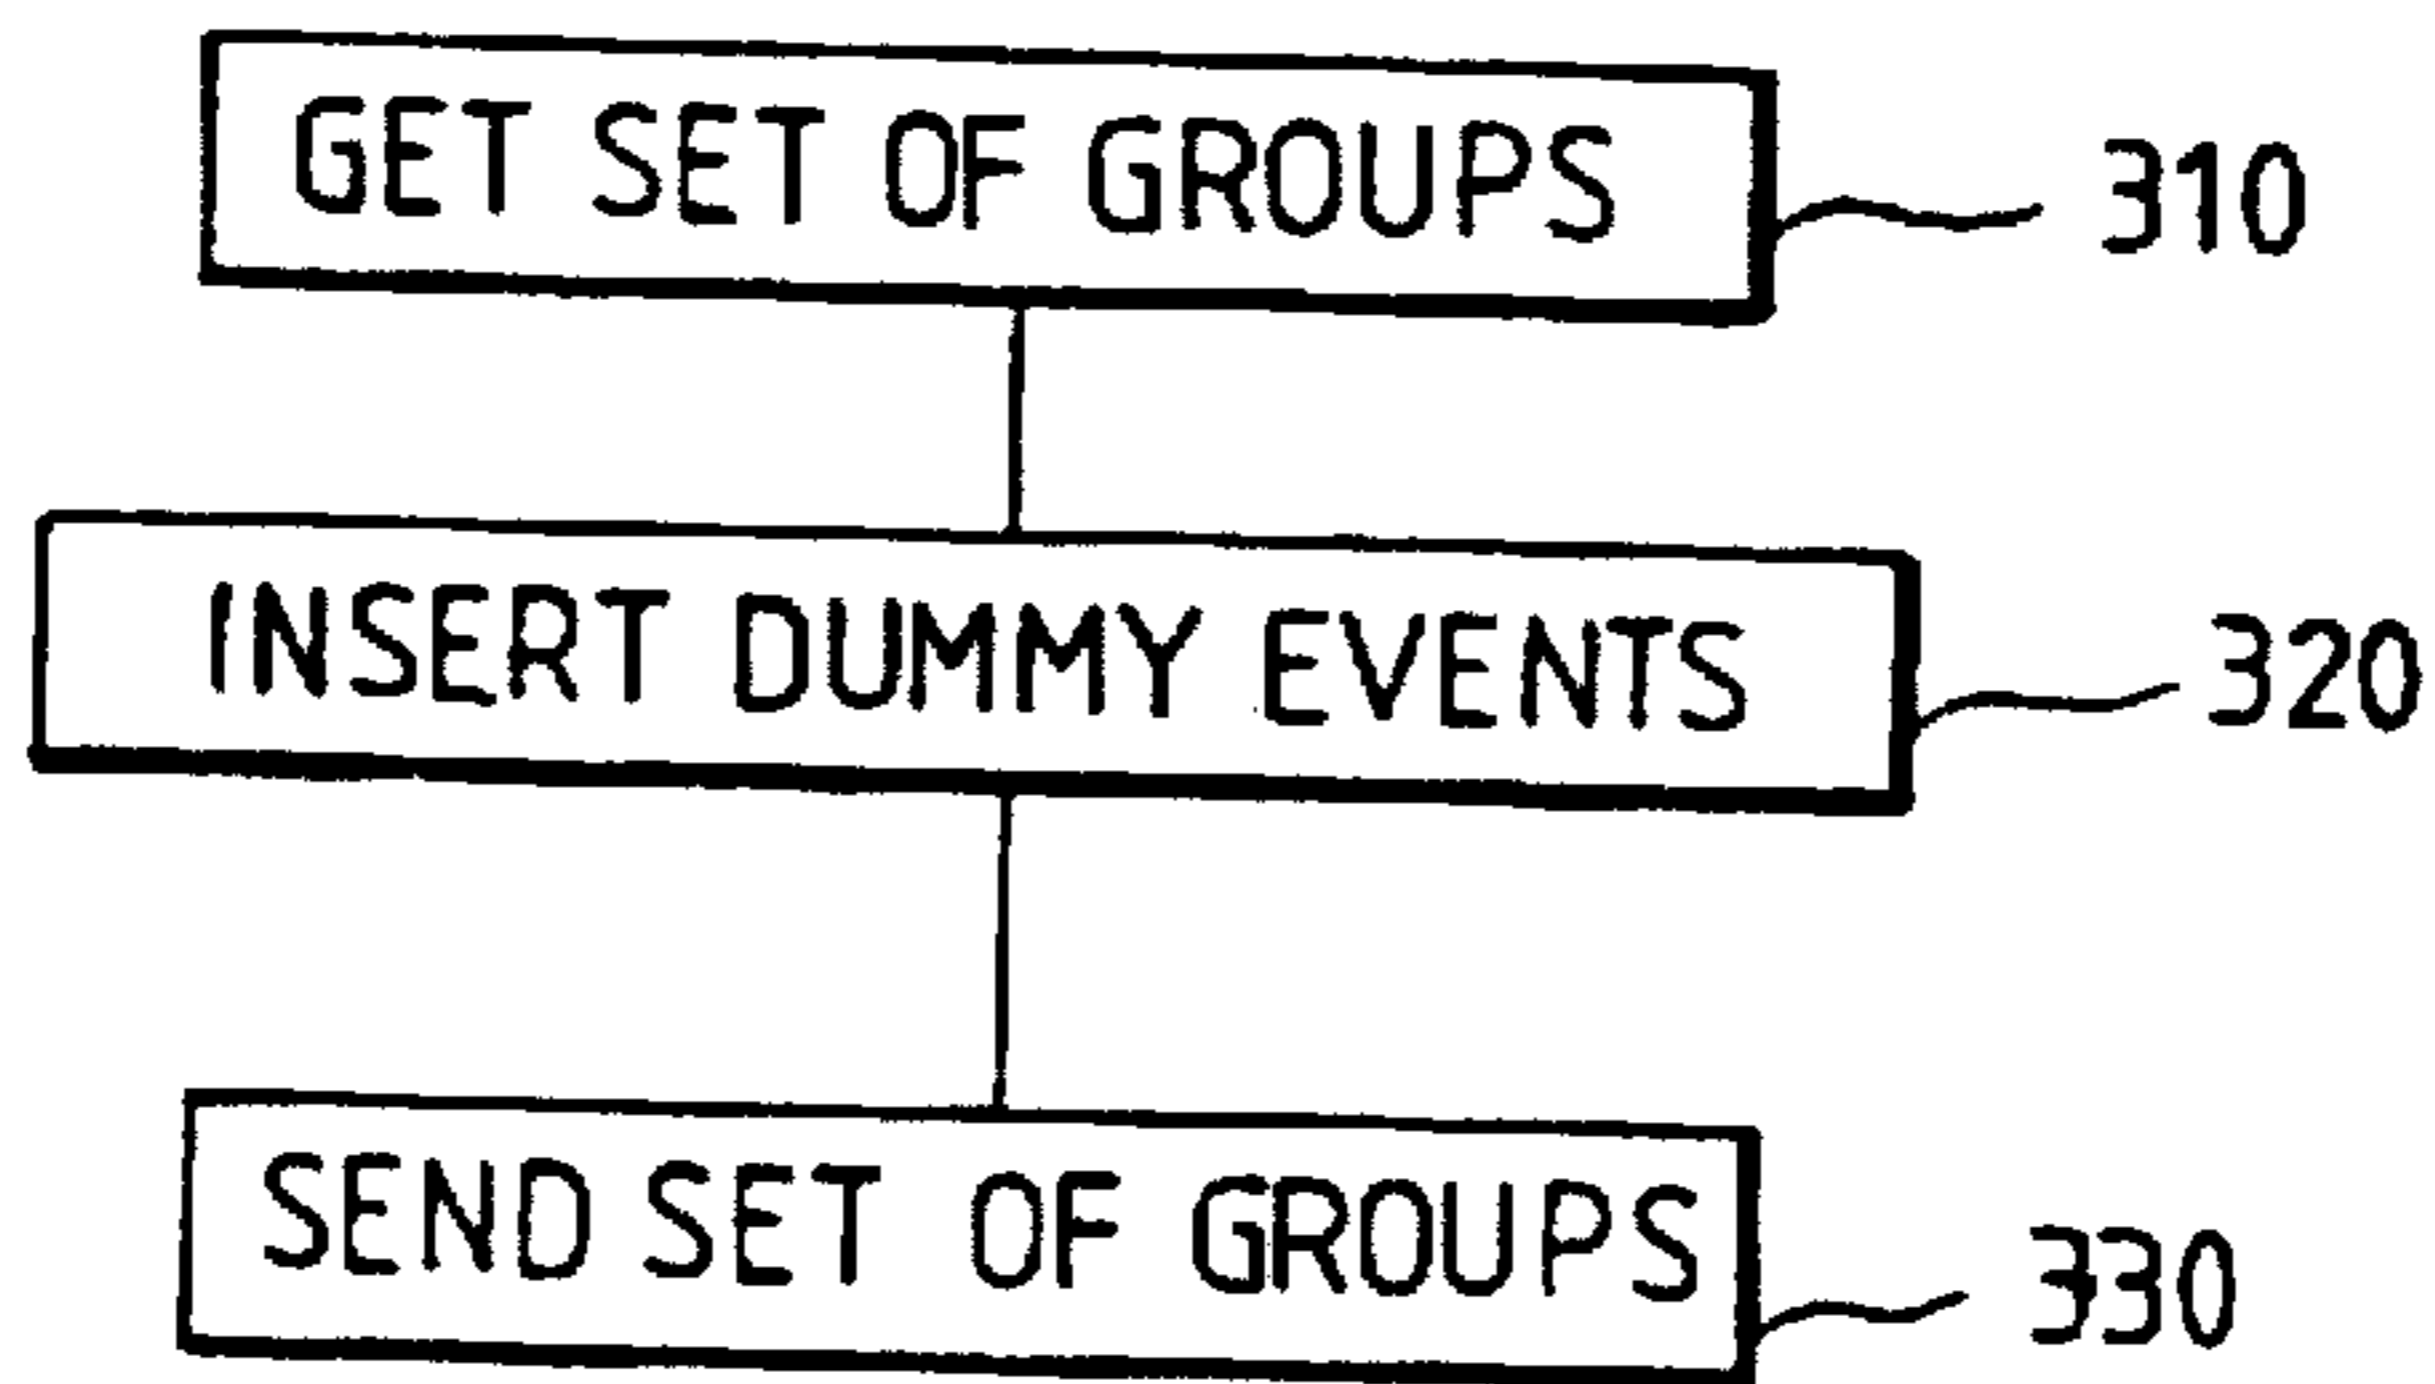 GET SET OF GROUPS
310
INSERT DUMMY EVENTS
320
SEND SET OF GROUPS
330